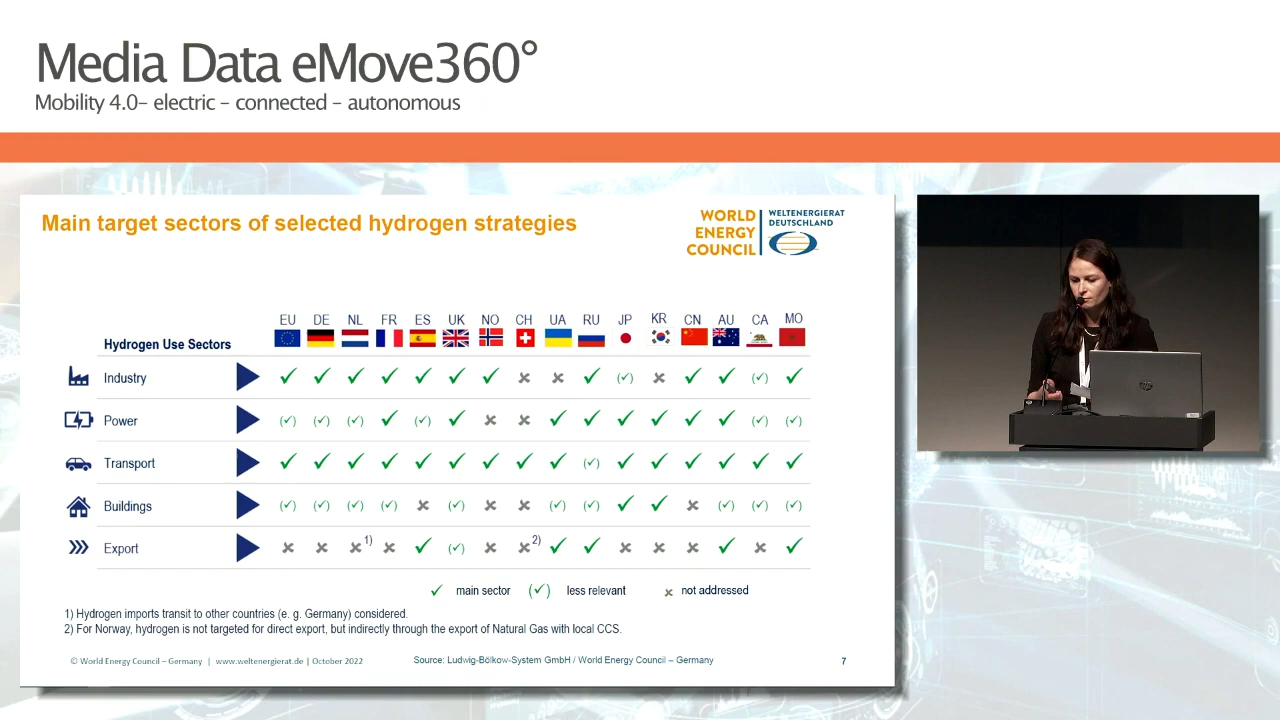 Media Data eMove360°
Mobility 4.0– electric – connected – autonomous
Main target sectors of selected hydrogen strategies
WORLD ENERGY COUNCIL
WELTENERGIERAT DEUTSCHLAND
EU DE NL FR ES UK NO CH UA RU JP KR CN AU CA MO
Hydrogen Use Sectors
Industry ✓ ✓ ✓ ✓ ✓ ✓ ✓ × × ✓ (✓) × ✓ ✓ (✓) ✓
Power (✓) (✓) (✓) ✓ (✓) ✓ × × ✓ ✓ ✓ ✓ ✓ ✓ (✓) (✓)
Transport ✓ ✓ ✓ ✓ ✓ ✓ ✓ ✓ ✓ (✓) ✓ ✓ ✓ ✓ ✓ ✓
Buildings (✓) (✓) (✓) (✓) × (✓) × × (✓) (✓) ✓ ✓ × (✓) (✓) (✓)
Export × × × 1) × ✓ (✓) × × 2) ✓ ✓ × × × ✓ × ✓
✓ main sector (✓) less relevant × not addressed
1) Hydrogen imports transit to other countries (e. g. Germany) considered.
2) For Norway, hydrogen is not targeted for direct export, but indirectly through the export of Natural Gas with local CCS.
© World Energy Council – Germany | www.weltenergierat.de | October 2022
Source: Ludwig-Bölkow-System GmbH / World Energy Council – Germany
7